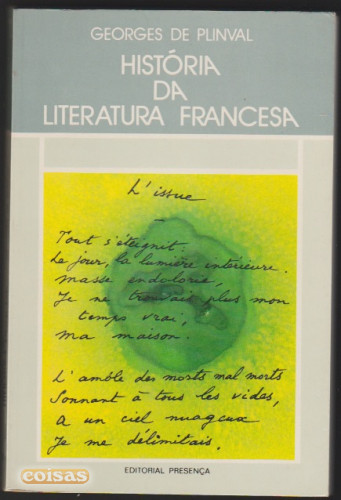 GEORGES DE PLINVAL
HISTÓRIA
DA
LITERATURA FRANCESA
L'issue
Tout s'éteignit:
Le jour, la lumière intérieure.
Masse endolorie,
Je ne trouvais plus mon
temps vrai,
ma maison.
L'amble des morts mal morts
Sonnant à tous les vides,
A un ciel nuageux
Je me délimitais.
EDITORIAL PRESENÇA
coisas